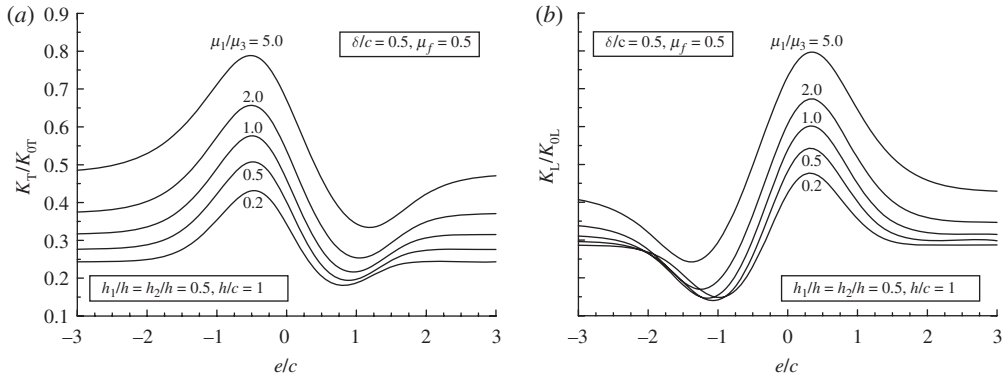 (a)
0.9
0.8
0.7
0.6
0.5
0.4
0.3
0.2
0.1
K_T/K_0T
μ₁/μ₃ = 5.0
2.0
1.0
0.5
0.2
δ/c = 0.5, μ_f = 0.5
h₁/h = h₂/h = 0.5, h/c = 1
−3 −2 −1 0 1 2 3
e/c
(b)
K_L/K_0L
δ/c = 0.5, μ_f = 0.5
μ₁/μ₃ = 5.0
2.0
1.0
0.5
0.2
h₁/h = h₂/h = 0.5, h/c = 1
−3 −2 −1 0 1 2 3
e/c